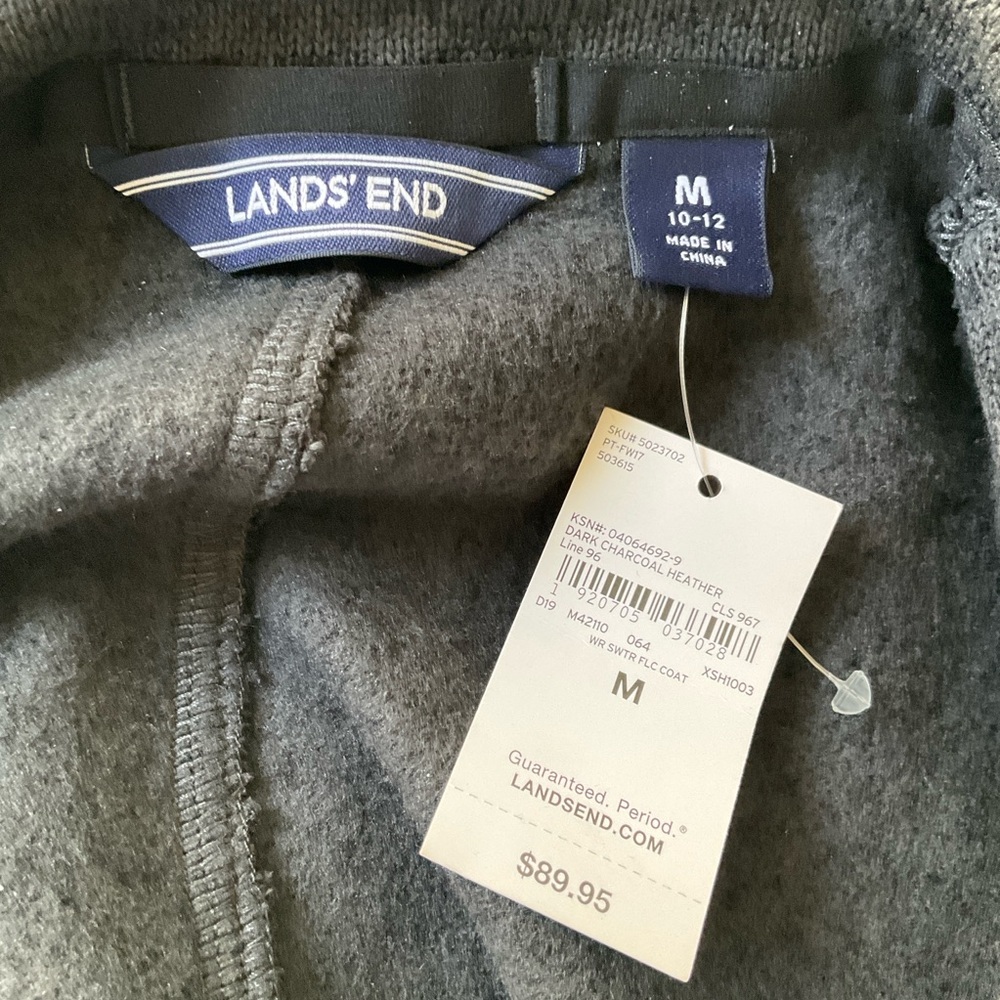 LANDS' END
M
10-12
MADE IN
CHINA
SKU# 5023702
PT-FW17
503615
KSN#: 04064692-9
DARK CHARCOAL HEATHER
Line 96
CLS 967
1 920705 037028
D19 M42110 064 XSH1003
WR SWTR FLC COAT
M
Guaranteed. Period.®
LANDSEND.COM
$89.95